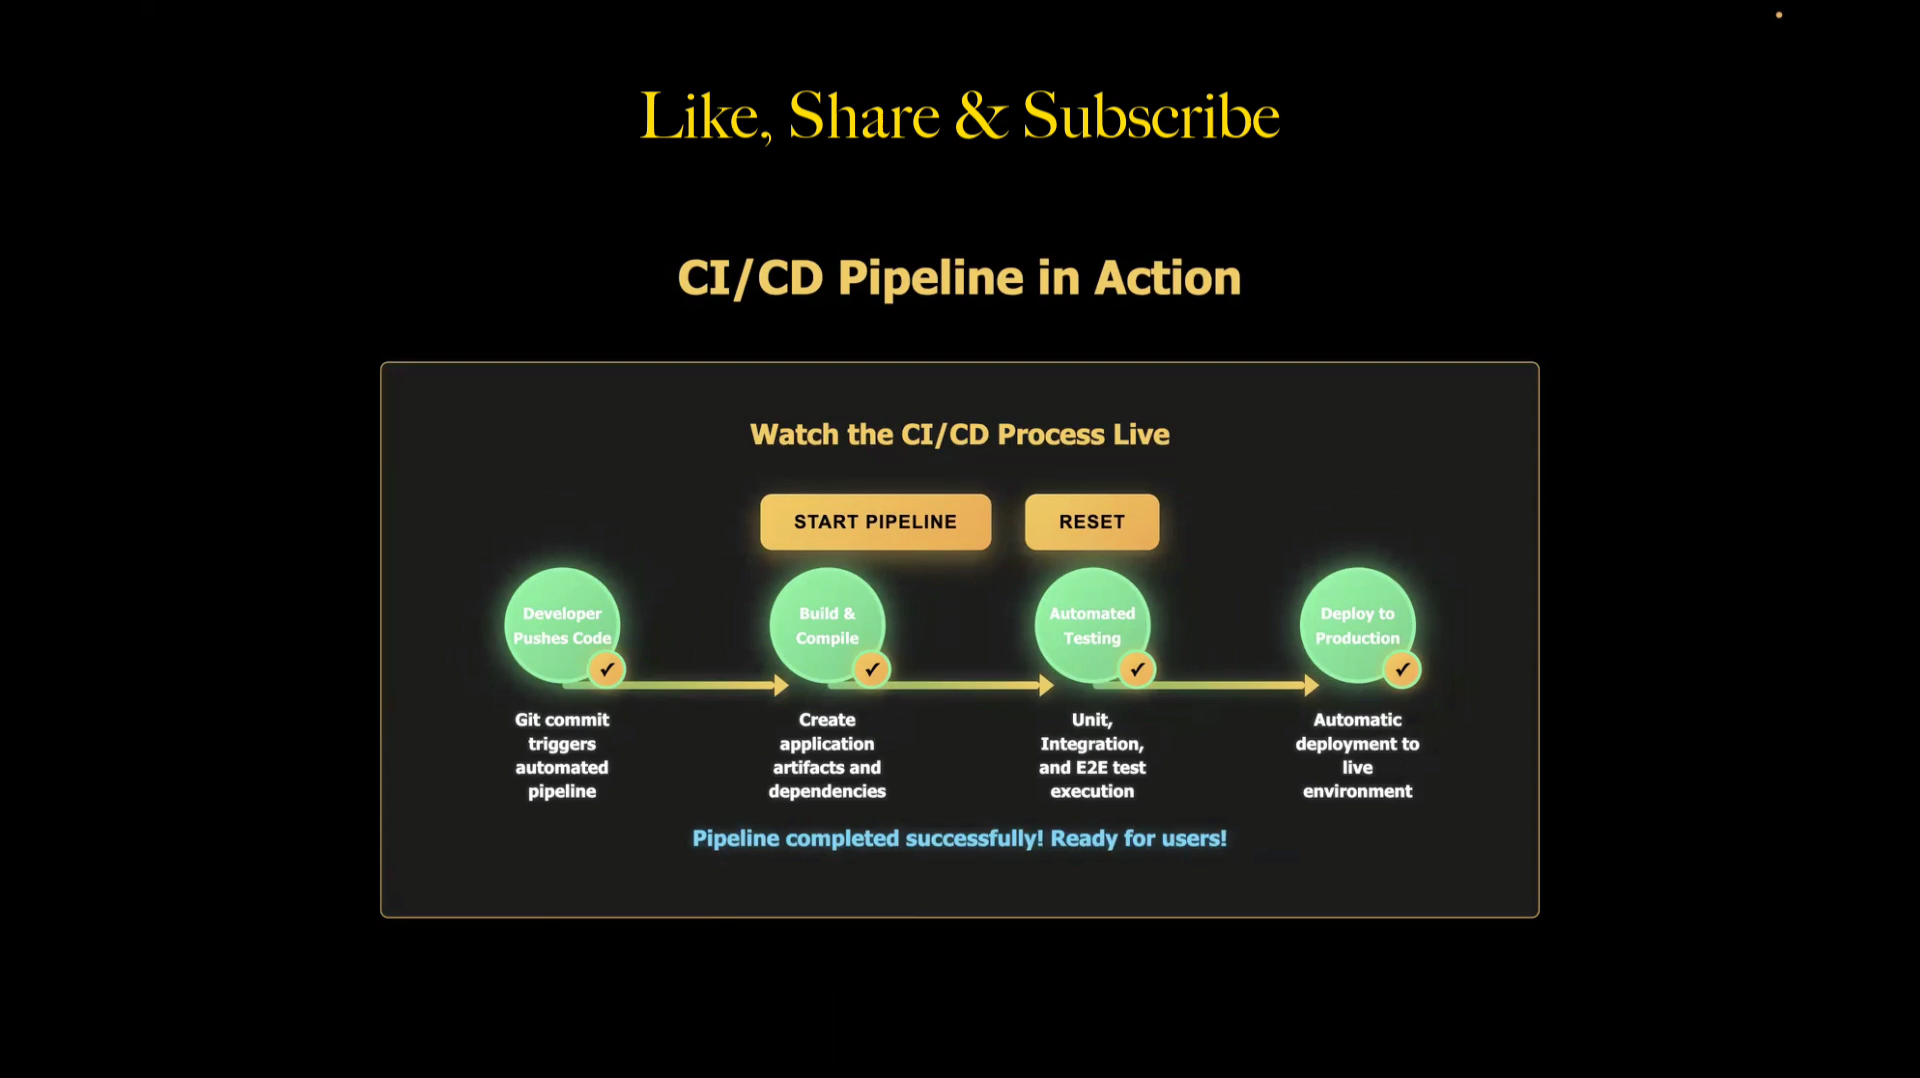 Like, Share & Subscribe
CI/CD Pipeline in Action
Watch the CI/CD Process Live
START PIPELINE
RESET
Developer
Pushes Code
Build &
Compile
Automated
Testing
Deploy to
Production
Git commit
triggers
automated
pipeline
Create
application
artifacts and
dependencies
Unit,
Integration,
and E2E test
execution
Automatic
deployment to
live
environment
Pipeline completed successfully! Ready for users!